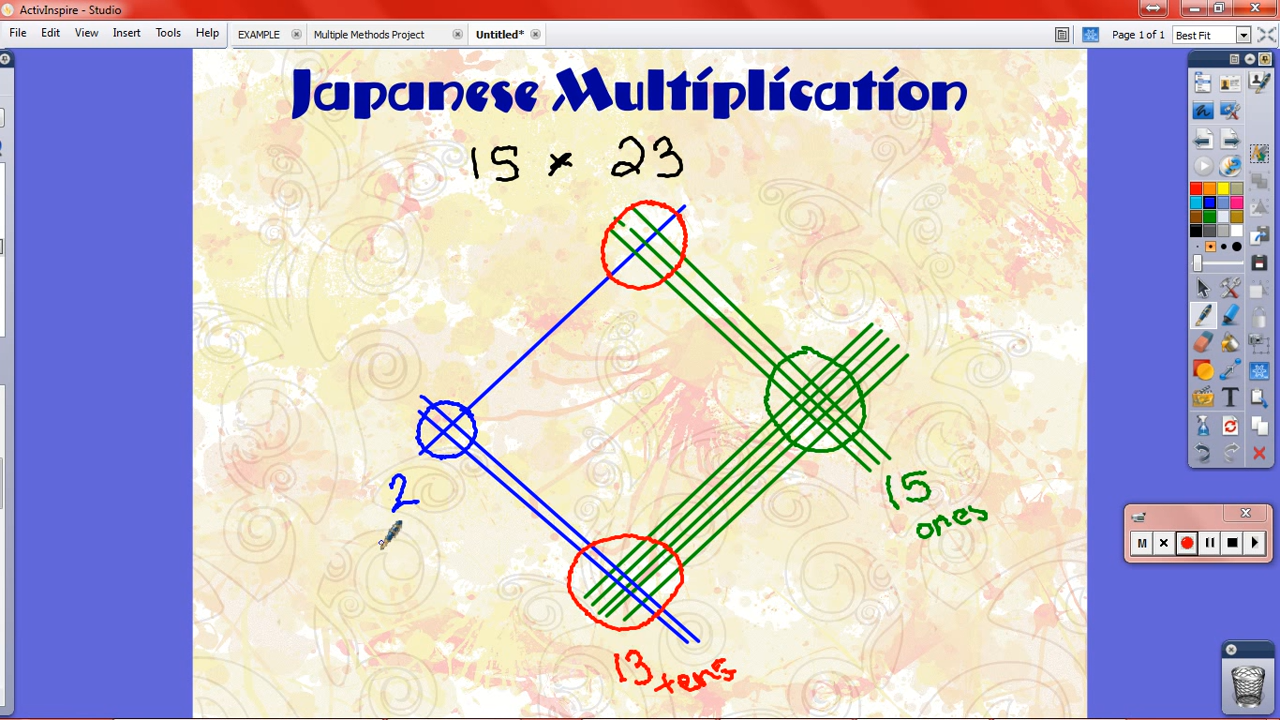 ActivInspire - Studio
File Edit View Insert Tools Help EXAMPLE Multiple Methods Project Untitled* Page 1 of 1 Best Fit
Japanese Multiplication
15 × 23
2
15
ones
M
13 tens